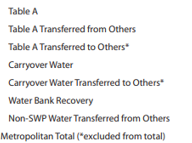 Table A
Table A Transferred from Others
Table A Transferred to Others*
Carryover Water
Carryover Water Transferred to Others*
Water Bank Recovery
Non-SWP Water Transferred from Others
Metropolitan Total (*excluded from total)